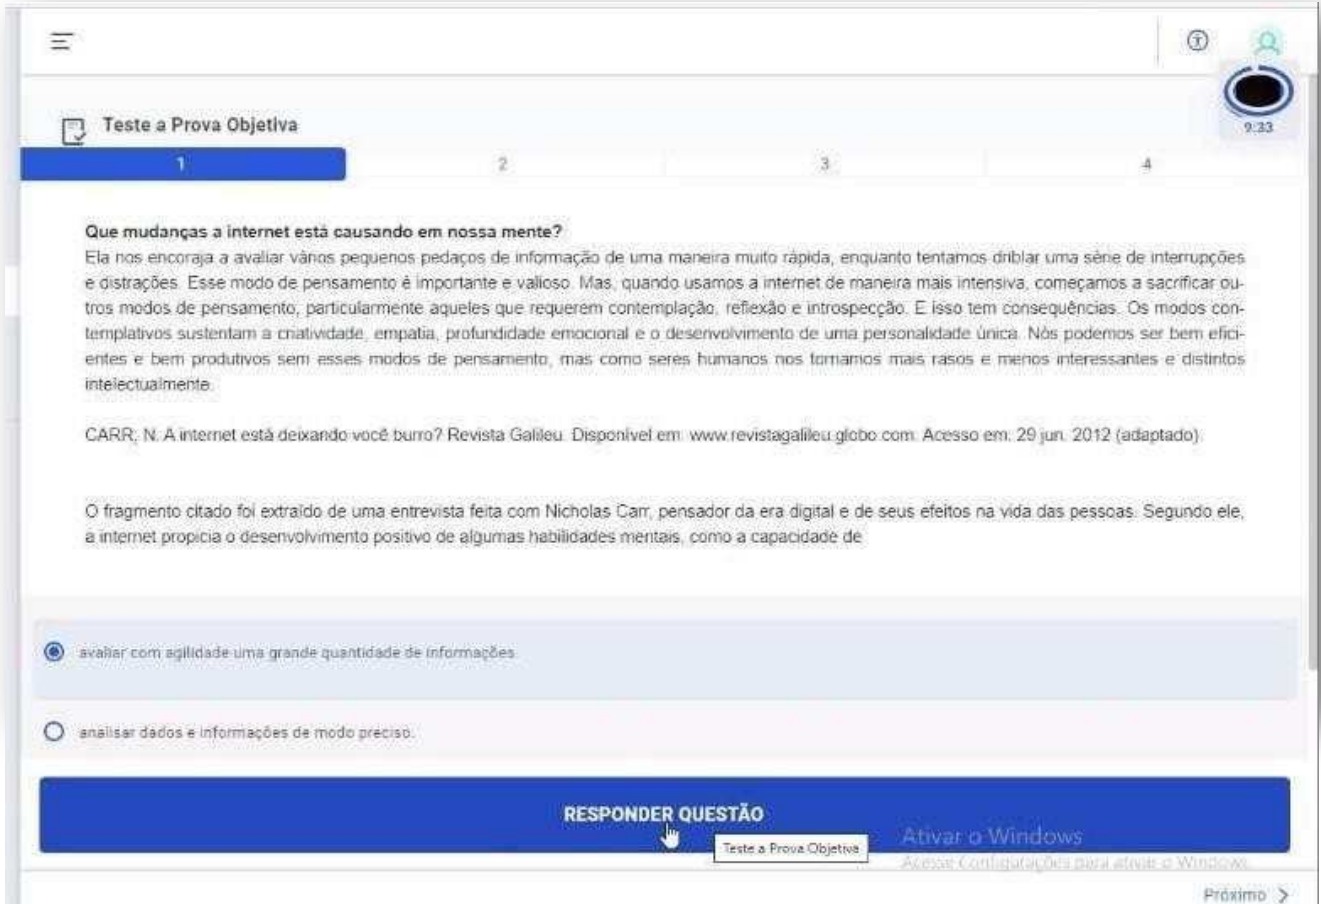 9:33
Teste a Prova Objetiva
1 2 3 4
Que mudanças a internet está causando em nossa mente?
Ela nos encoraja a avaliar vários pequenos pedaços de informação de uma maneira muito rápida, enquanto tentamos driblar uma série de interrupções
e distrações. Esse modo de pensamento é importante e valioso. Mas, quando usamos a internet de maneira mais intensiva, começamos a sacrificar ou-
tros modos de pensamento, particularmente aqueles que requerem contemplação, reflexão e introspecção. E isso tem consequências. Os modos con-
templativos sustentam a criatividade, empatia, profundidade emocional e o desenvolvimento de uma personalidade única. Nós podemos ser bem efici-
entes e bem produtivos sem esses modos de pensamento, mas como seres humanos nos tornamos mais rasos e menos interessantes e distintos
intelectualmente.
CARR, N. A internet está deixando você burro? Revista Galileu. Disponível em: www.revistagalileu.globo.com. Acesso em: 29 jun. 2012 (adaptado).
O fragmento citado foi extraído de uma entrevista feita com Nicholas Carr, pensador da era digital e de seus efeitos na vida das pessoas. Segundo ele,
a internet propicia o desenvolvimento positivo de algumas habilidades mentais, como a capacidade de
avaliar com agilidade uma grande quantidade de informações.
analisar dados e informações de modo preciso.
RESPONDER QUESTÃO
Teste a Prova Objetiva
Ativar o Windows
Acesse Configurações para ativar o Windows.
Próximo